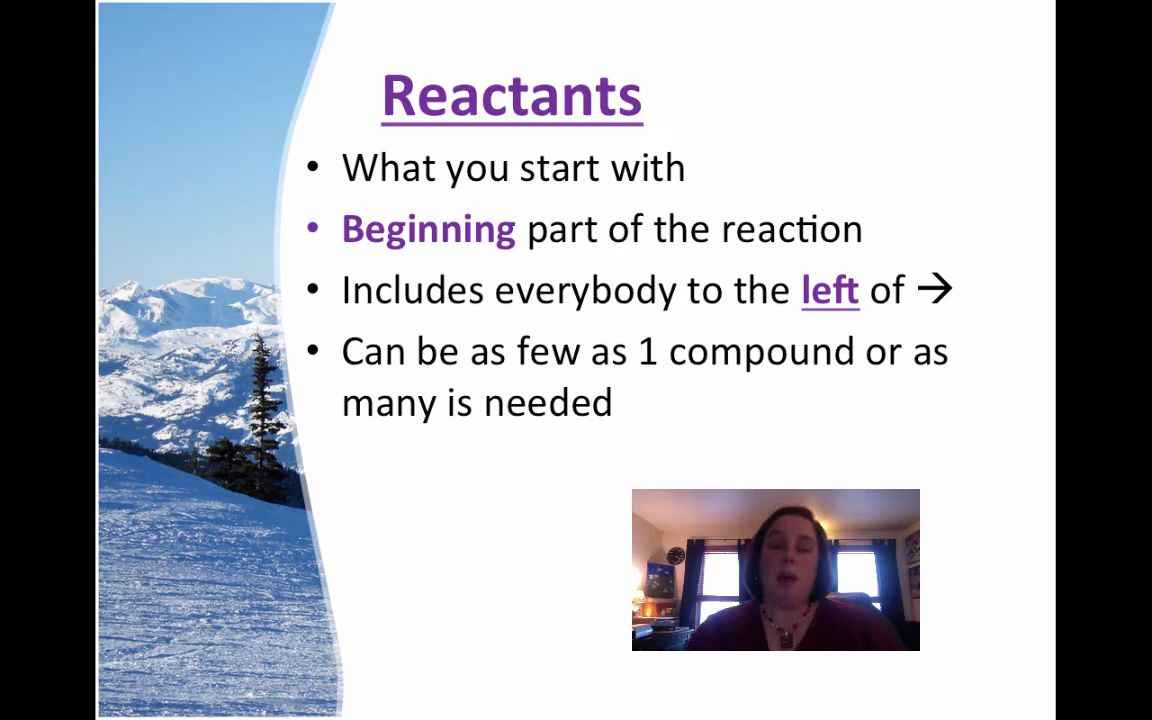 Reactants
• What you start with
• Beginning part of the reaction
• Includes everybody to the left of →
• Can be as few as 1 compound or as
many is needed